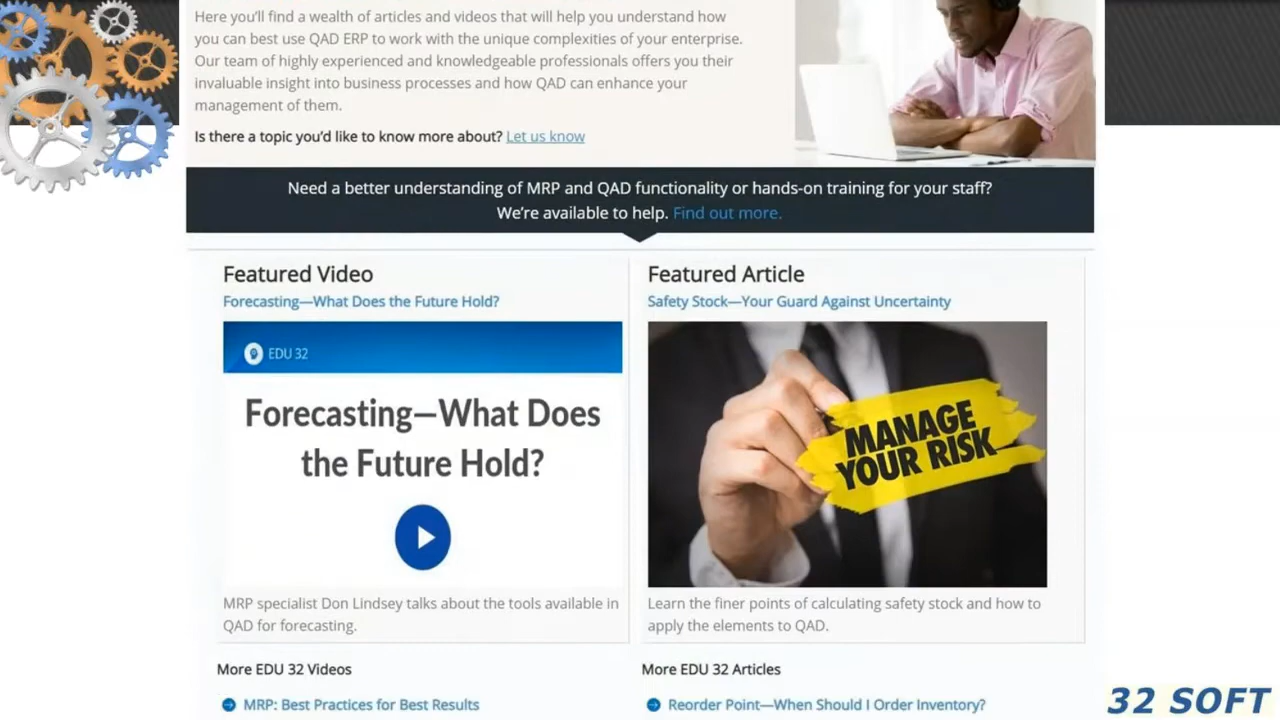 Here you'll find a wealth of articles and videos that will help you understand how
you can best use QAD ERP to work with the unique complexities of your enterprise.
Our team of highly experienced and knowledgeable professionals offers you their
invaluable insight into business processes and how QAD can enhance your
management of them.
Is there a topic you'd like to know more about? Let us know
Need a better understanding of MRP and QAD functionality or hands-on training for your staff?
We're available to help. Find out more.
Featured Video
Forecasting—What Does the Future Hold?
EDU 32
Forecasting—What Does
the Future Hold?
MRP specialist Don Lindsey talks about the tools available in
QAD for forecasting.
More EDU 32 Videos
MRP: Best Practices for Best Results
Featured Article
Safety Stock—Your Guard Against Uncertainty
MANAGE
YOUR RISK
Learn the finer points of calculating safety stock and how to
apply the elements to QAD.
More EDU 32 Articles
Reorder Point—When Should I Order Inventory?
32 SOFT